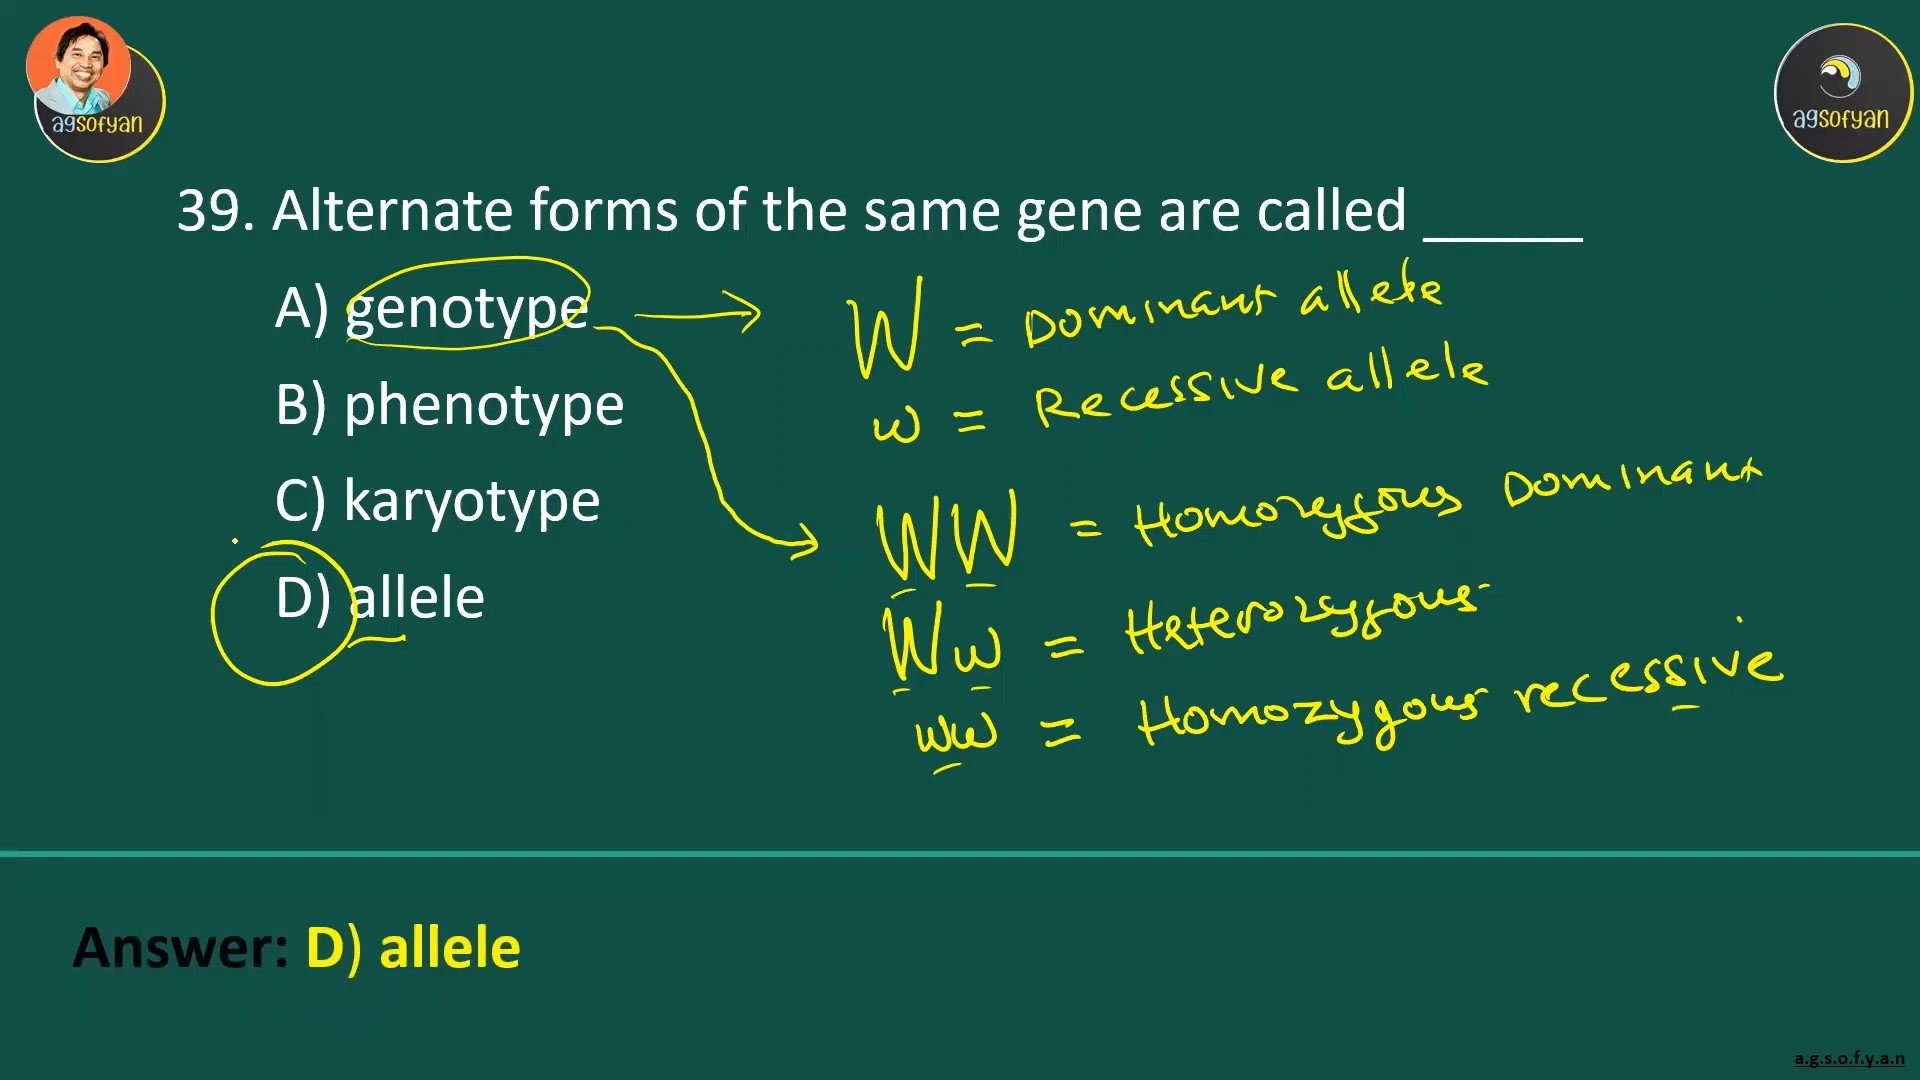 agsofyan
agsofyan
39. Alternate forms of the same gene are called ______
A) genotype
B) phenotype
C) karyotype
D) allele
W = Dominant allele
w = Recessive allele
WW = Homozygous Dominant
Ww = Heterozygous
ww = Homozygous recessive
Answer: D) allele
a.g.s.o.f.y.a.n